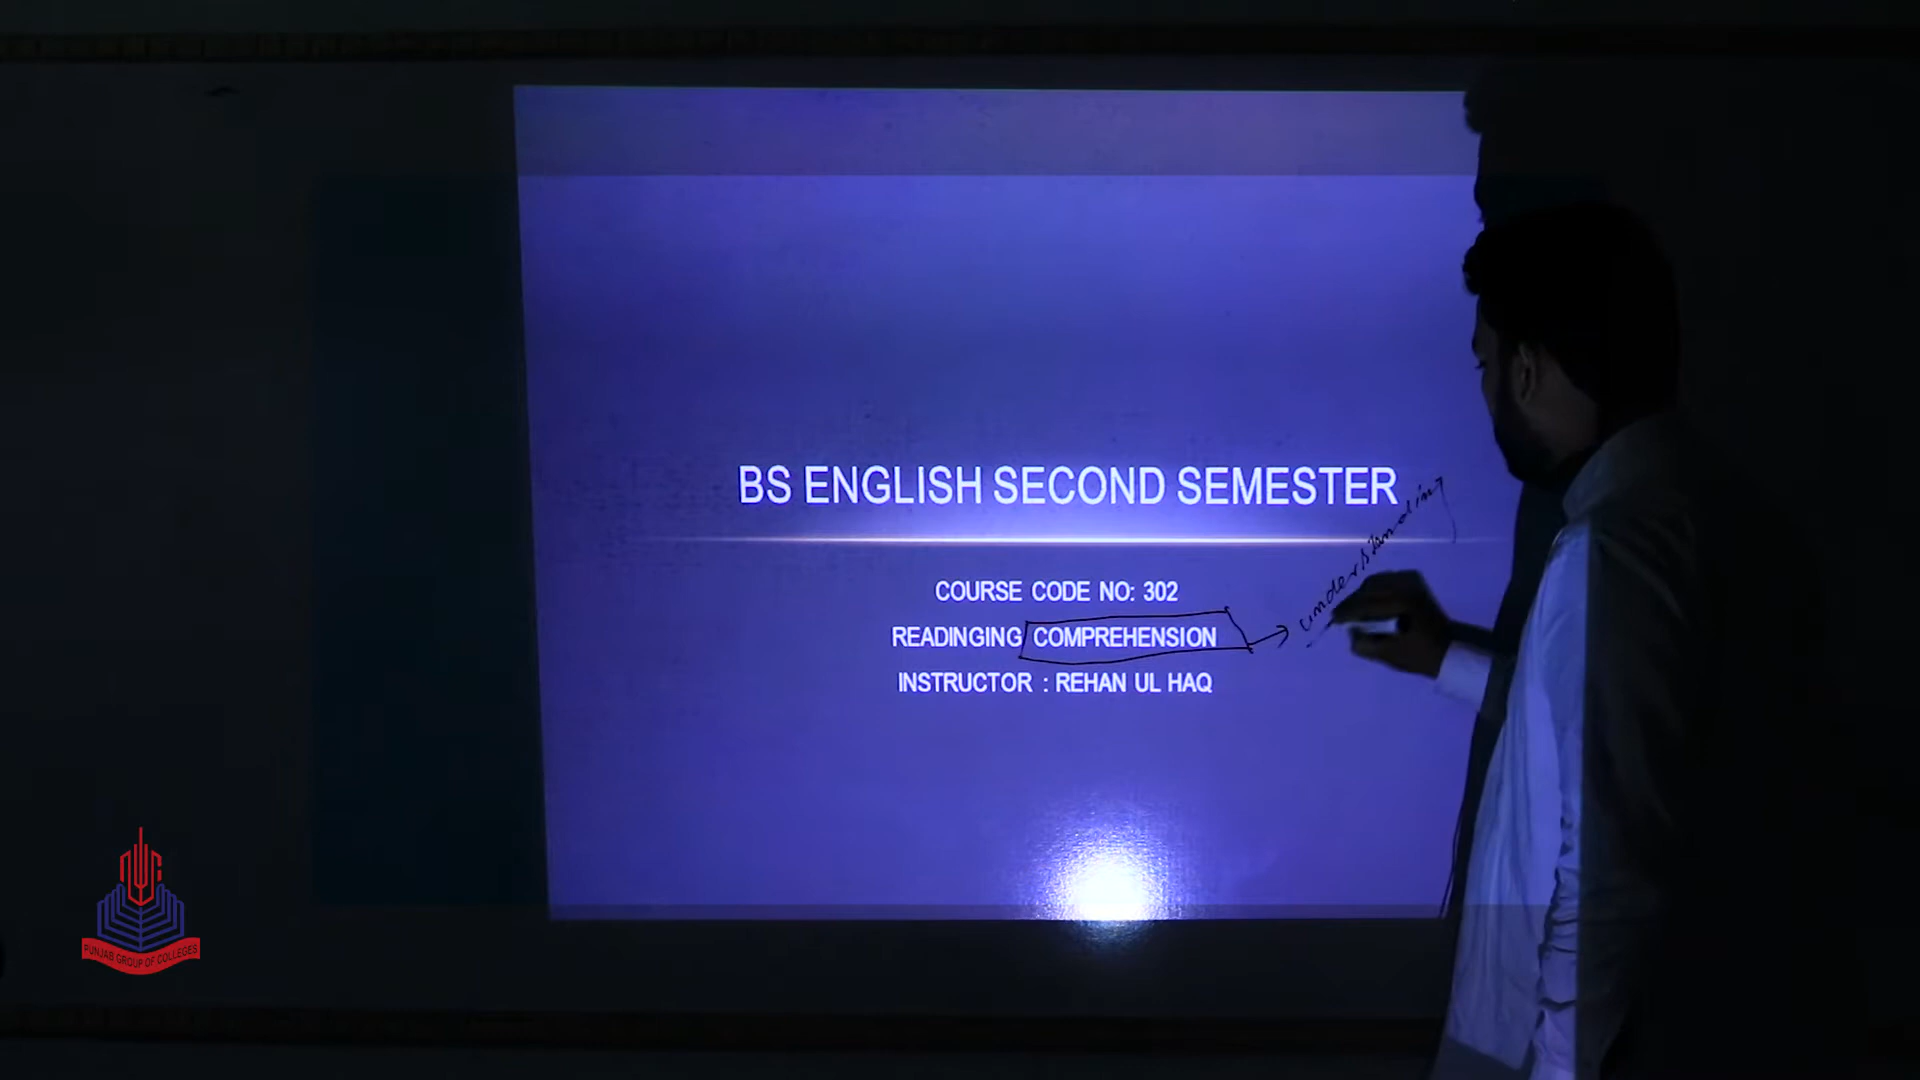 BS ENGLISH SECOND SEMESTER
COURSE CODE NO: 302
READINGING COMPREHENSION
understanding
INSTRUCTOR : REHAN UL HAQ
PUNJAB GROUP OF COLLEGES